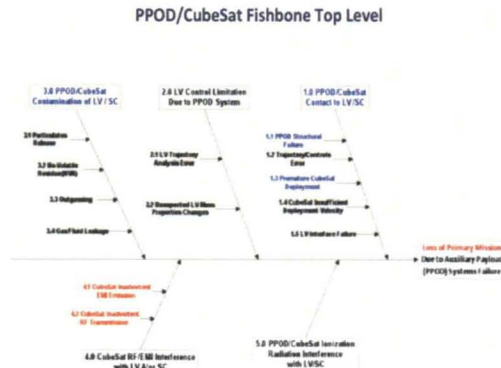 PPOD/CubeSat Fishbone Top Level
3.0 PPOD/CubeSat
Contamination of LV / SC
2.0 LV Control Limitation
Due to PPOD System
1.0 PPOD/CubeSat
Contact to LV/SC
3.1 Particulates
Release
3.2 No-Volatile
Residue(NVR)
3.3 Outgassing
3.4 Gas/Fluid Leakage
2.1 LV Trajectory
Analysis Error
2.2 Unexpected LV Mass
Properties Changes
1.1 PPOD Structural
Failure
1.2 Trajectory/Controls
Error
1.3 Premature CubeSat
Deployment
1.4 CubeSat Insufficient
Deployment Velocity
1.5 LV Interface Failure
Loss of Primary Mission
Due to Auxiliary Payload
(PPOD) Systems Failure
4.1 CubeSat Inadvertent
EMI Emission
4.2 CubeSat Inadvertent
RF Transmission
4.0 CubeSat RF/EMI Interference
with LV &/or SC
5.0 PPOD/CubeSat Ionization
Radiation Interference
with LV/SC